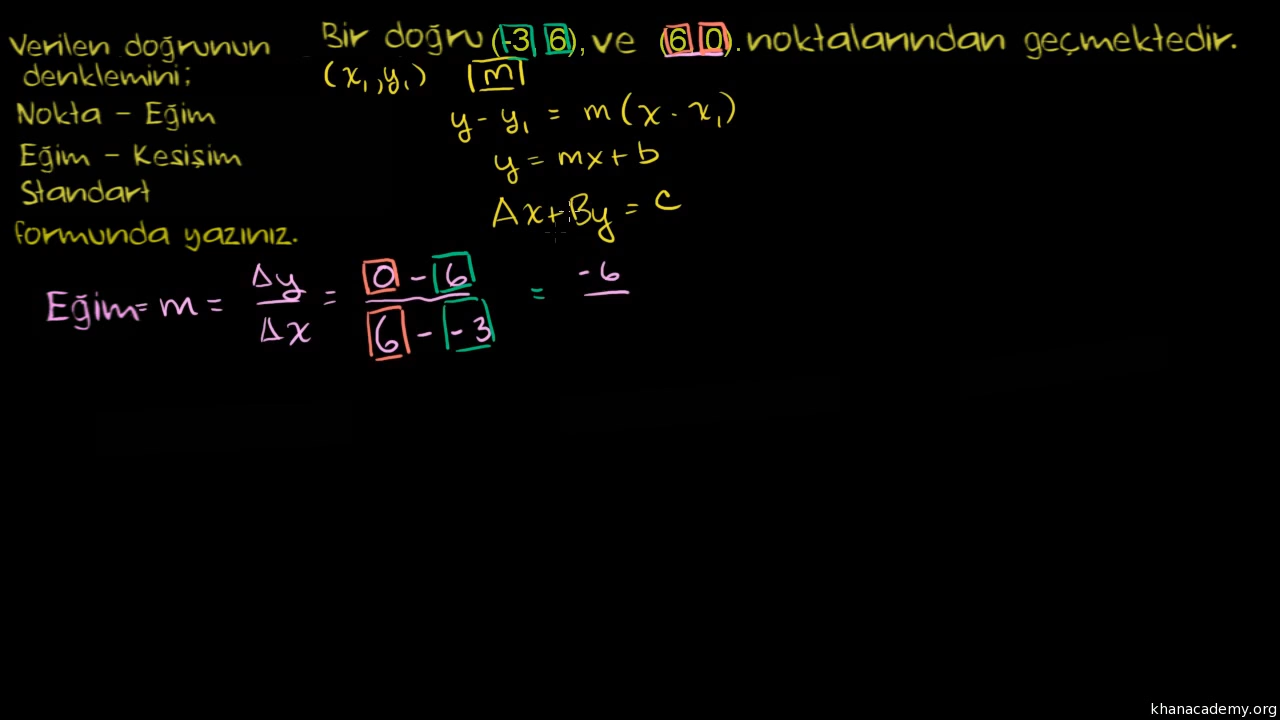 Verilen doğrunun
denklemini;
Nokta - Eğim
Eğim - Kesişim
Standart
formunda yazınız.
Bir doğru (-3, 6), ve (6, 0). noktalarından geçmektedir.
(x₁, y₁) m
y - y₁ = m(x - x₁)
y = mx + b
Ax + By = C
Eğim = m = Δy/Δx = 0 - 6 / 6 - -3 = -6
khanacademy.org